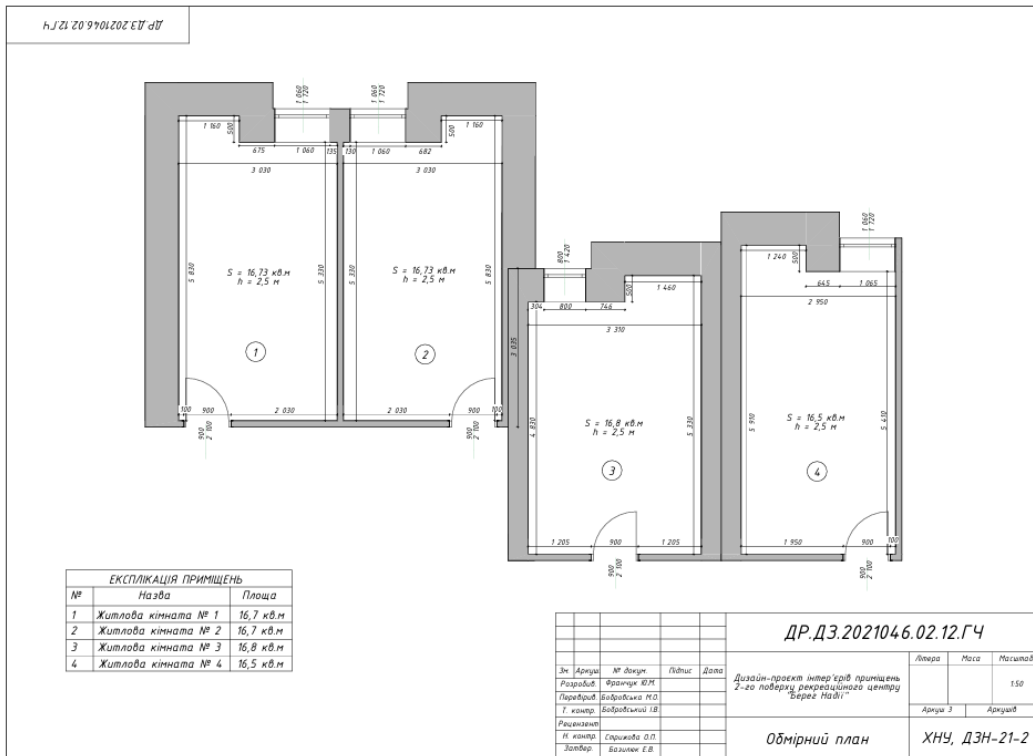 ДР.ДЗ.2021046.02.12.ГЧ
1 060
1 720
1 060
1 720
1 160
500
500
1 160
675
1 060
135
130
1 060
682
3 030
3 030
5 830
5 330
5 330
5 830
S = 16,73 кв.м
h = 2,5 м
S = 16,73 кв.м
h = 2,5 м
1
2
100
900
2 030
2 030
900
100
900
2 100
900
2 100
800
1 420
1 060
1 720
1 460
500
1 240
500
304
800
746
645
1 065
3 310
2 950
3 035
4 830
5 330
5 910
5 410
S = 16,8 кв.м
h = 2,5 м
S = 16,5 кв.м
h = 2,5 м
3
4
1 205
900
1 205
1 950
900
100
900
2 100
900
2 100
ЕКСПЛІКАЦІЯ ПРИМІЩЕНЬ
№ Назва Площа
1 Житлова кімната № 1 16,7 кв.м
2 Житлова кімната № 2 16,7 кв.м
3 Житлова кімната № 3 16,8 кв.м
4 Житлова кімната № 4 16,5 кв.м
ДР.ДЗ.2021046.02.12.ГЧ
Зм. Аркуш № докум. Підпис Дата
Розробив. Франчук Ю.М.
Перевірив. Бобровська М.О.
Т. контр. Бобровський І.В.
Рецензент
Н. контр. Стрижова О.П.
Затвер. Базилюк Е.В.
Дизайн-проєкт інтер'єрів приміщень
2-го поверху рекреаційного центру
"Берег Надії"
Обмірний план
Літера Маса Масштаб
1:50
Аркуш 3 Аркушів
ХНУ, ДЗН-21-2